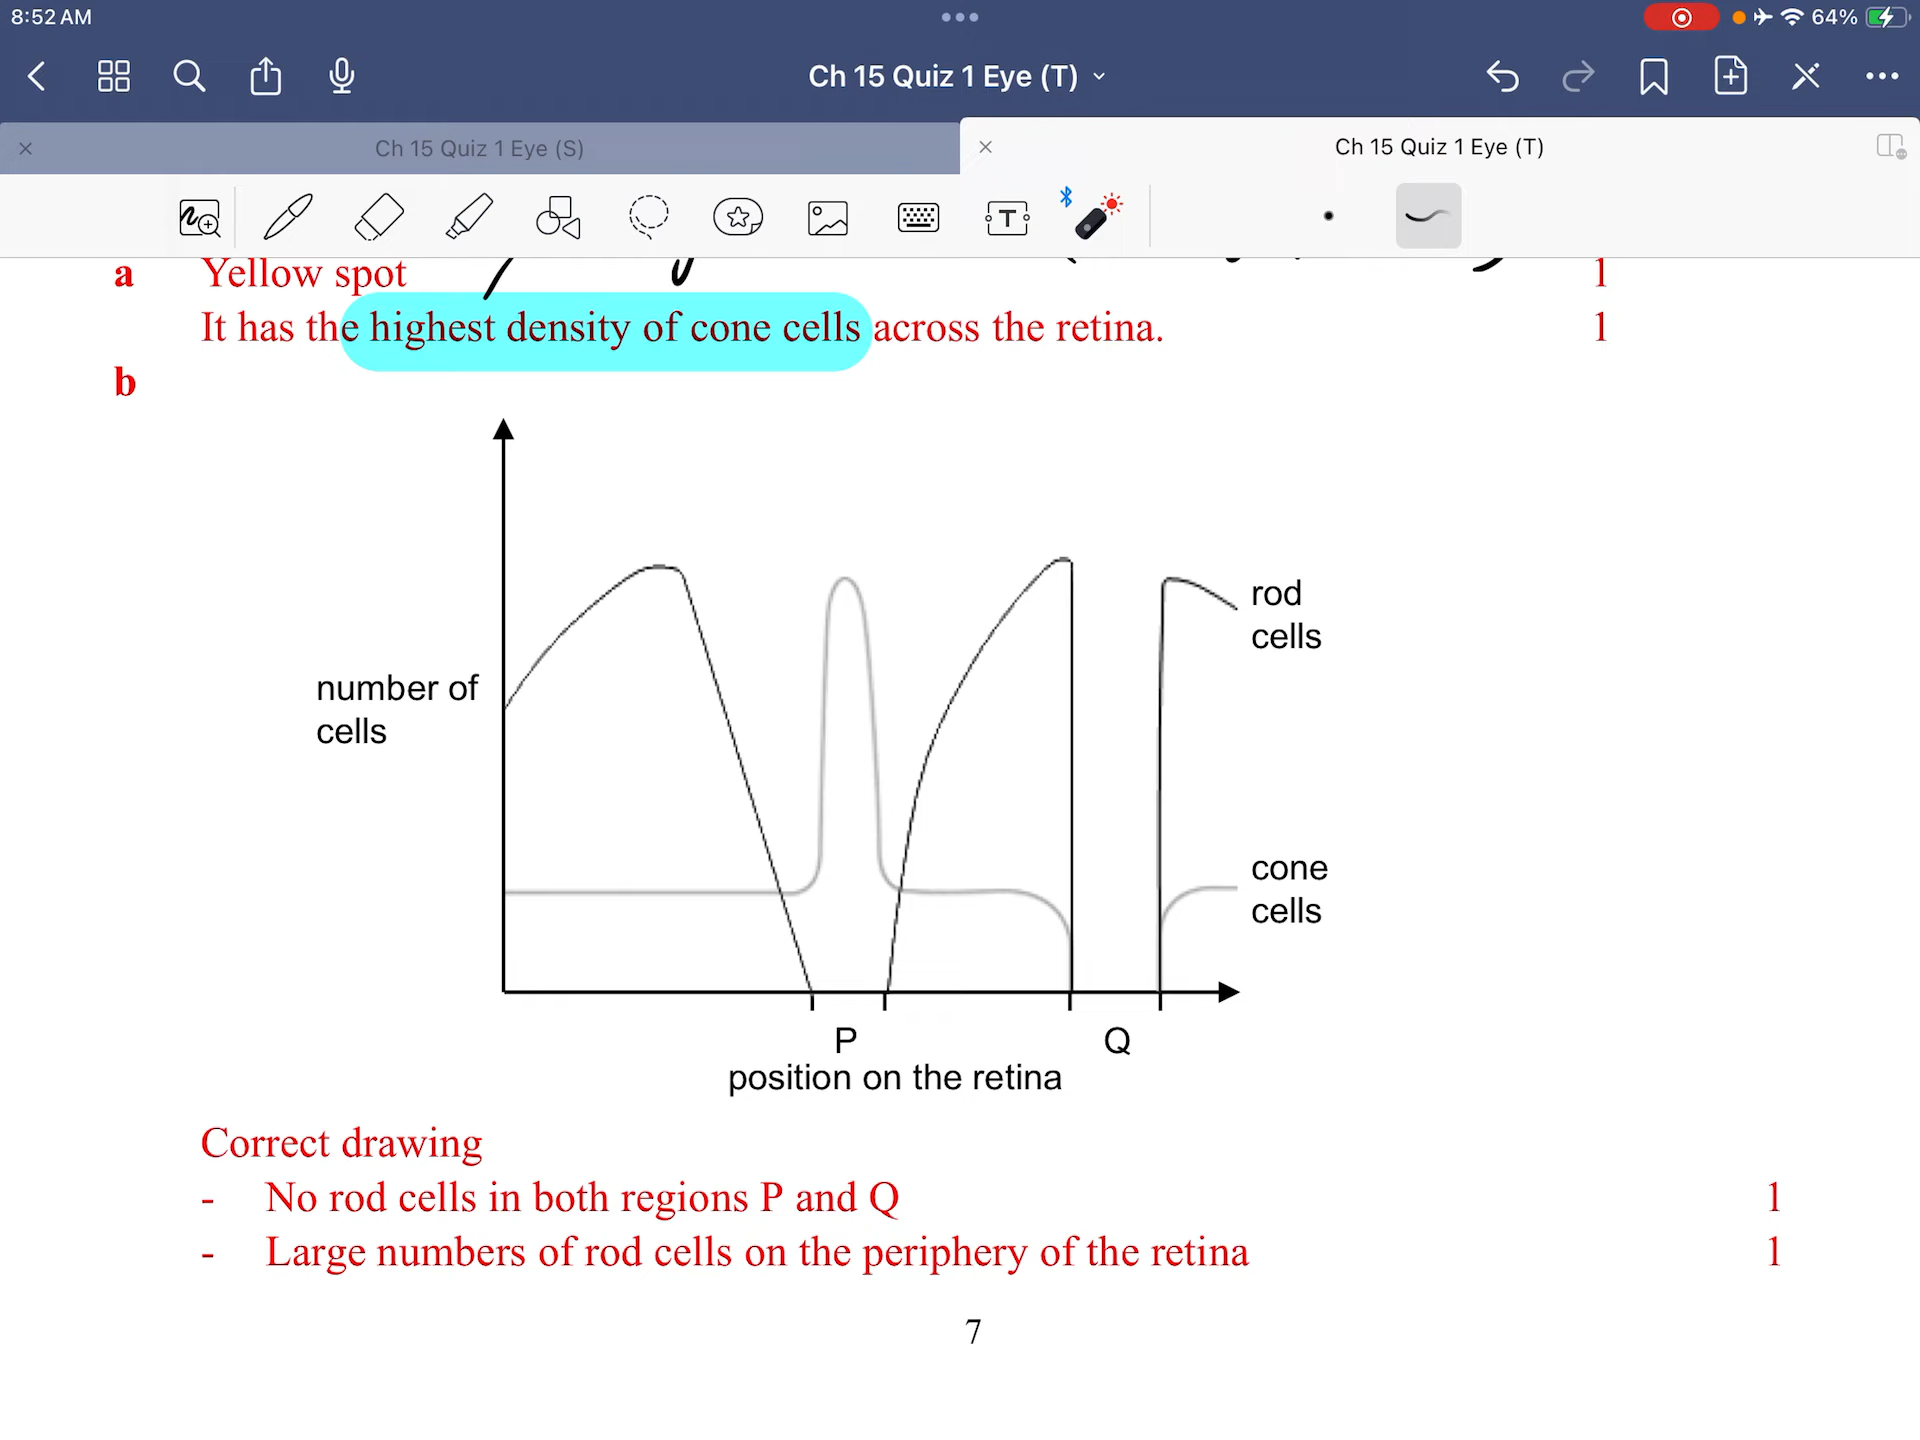 8:52 AM
64%
Ch 15 Quiz 1 Eye (T)
Ch 15 Quiz 1 Eye (S)
Ch 15 Quiz 1 Eye (T)
T
a Yellow spot 1
It has the highest density of cone cells across the retina. 1
b
rod
cells
number of
cells
cone
cells
P Q
position on the retina
Correct drawing
- No rod cells in both regions P and Q 1
- Large numbers of rod cells on the periphery of the retina 1
7